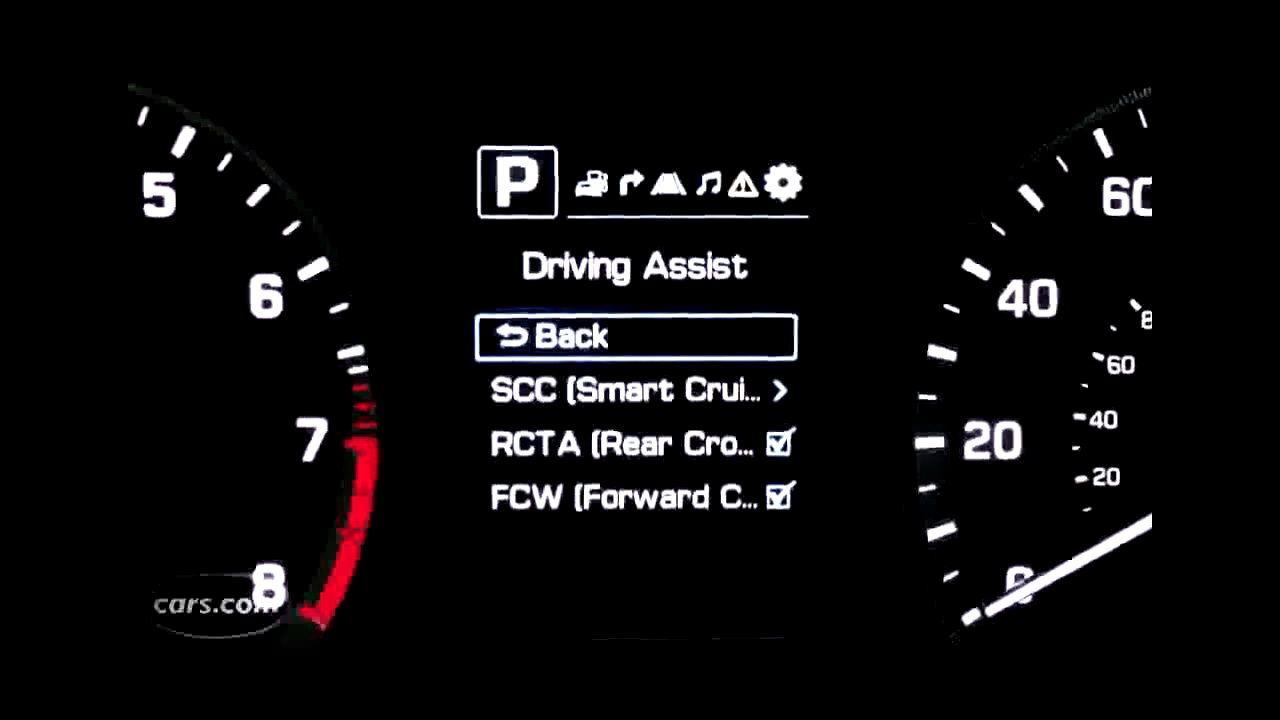 5
6
7
8
P
Driving Assist
Back
SCC (Smart Crui...
RCTA (Rear Cro...
FCW (Forward C...
60
40
20
60
40
20
cars.com